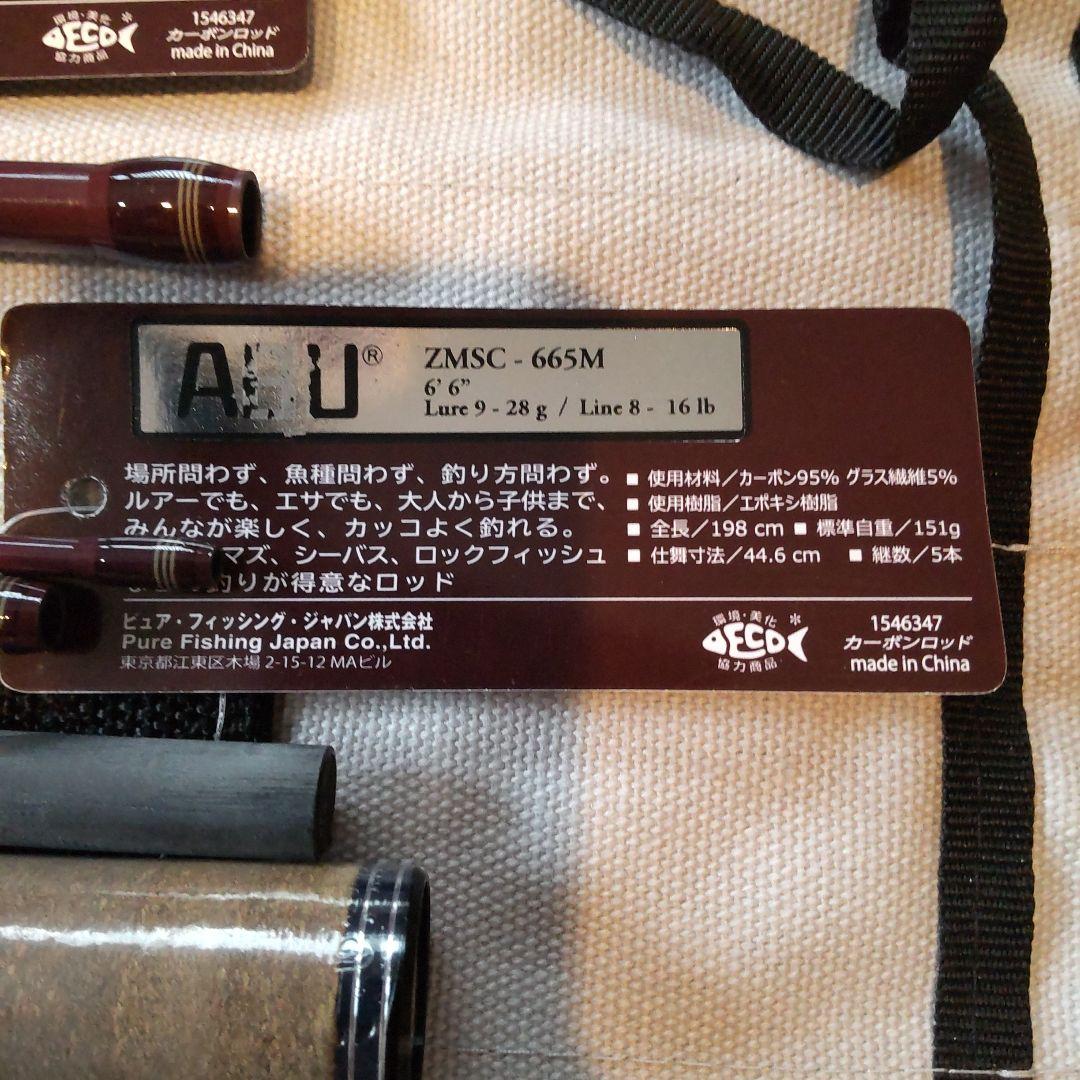 環境・美化
ECO
協力商品
1546347
カーボンロッド
made in China
ABU®
ZMSC - 665M
6' 6"
Lure 9 - 28 g / Line 8 - 16 lb
場所問わず、魚種問わず、釣り方問わず。
ルアーでも、エサでも、大人から子供まで、
みんなが楽しく、カッコよく釣れる。
マズ、シーバス、ロックフィッシュ
釣りが得意なロッド
■ 使用材料／カーボン95% グラス繊維5%
■ 使用樹脂／エポキシ樹脂
■ 全長／198 cm ■ 標準自重／151g
■ 仕舞寸法／44.6 cm ■ 継数／5本
ピュア・フィッシング・ジャパン株式会社
Pure Fishing Japan Co.,Ltd.
東京都江東区木場 2-15-12 MAビル
環境・美化
ECO
協力商品
1546347
カーボンロッド
made in China